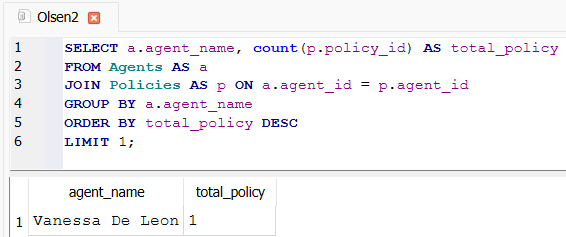 Olsen2
1 SELECT a.agent_name, count(p.policy_id) AS total_policy
2 FROM Agents AS a
3 JOIN Policies AS p ON a.agent_id = p.agent_id
4 GROUP BY a.agent_name
5 ORDER BY total_policy DESC
6 LIMIT 1;
agent_name total_policy
1 Vanessa De Leon 1